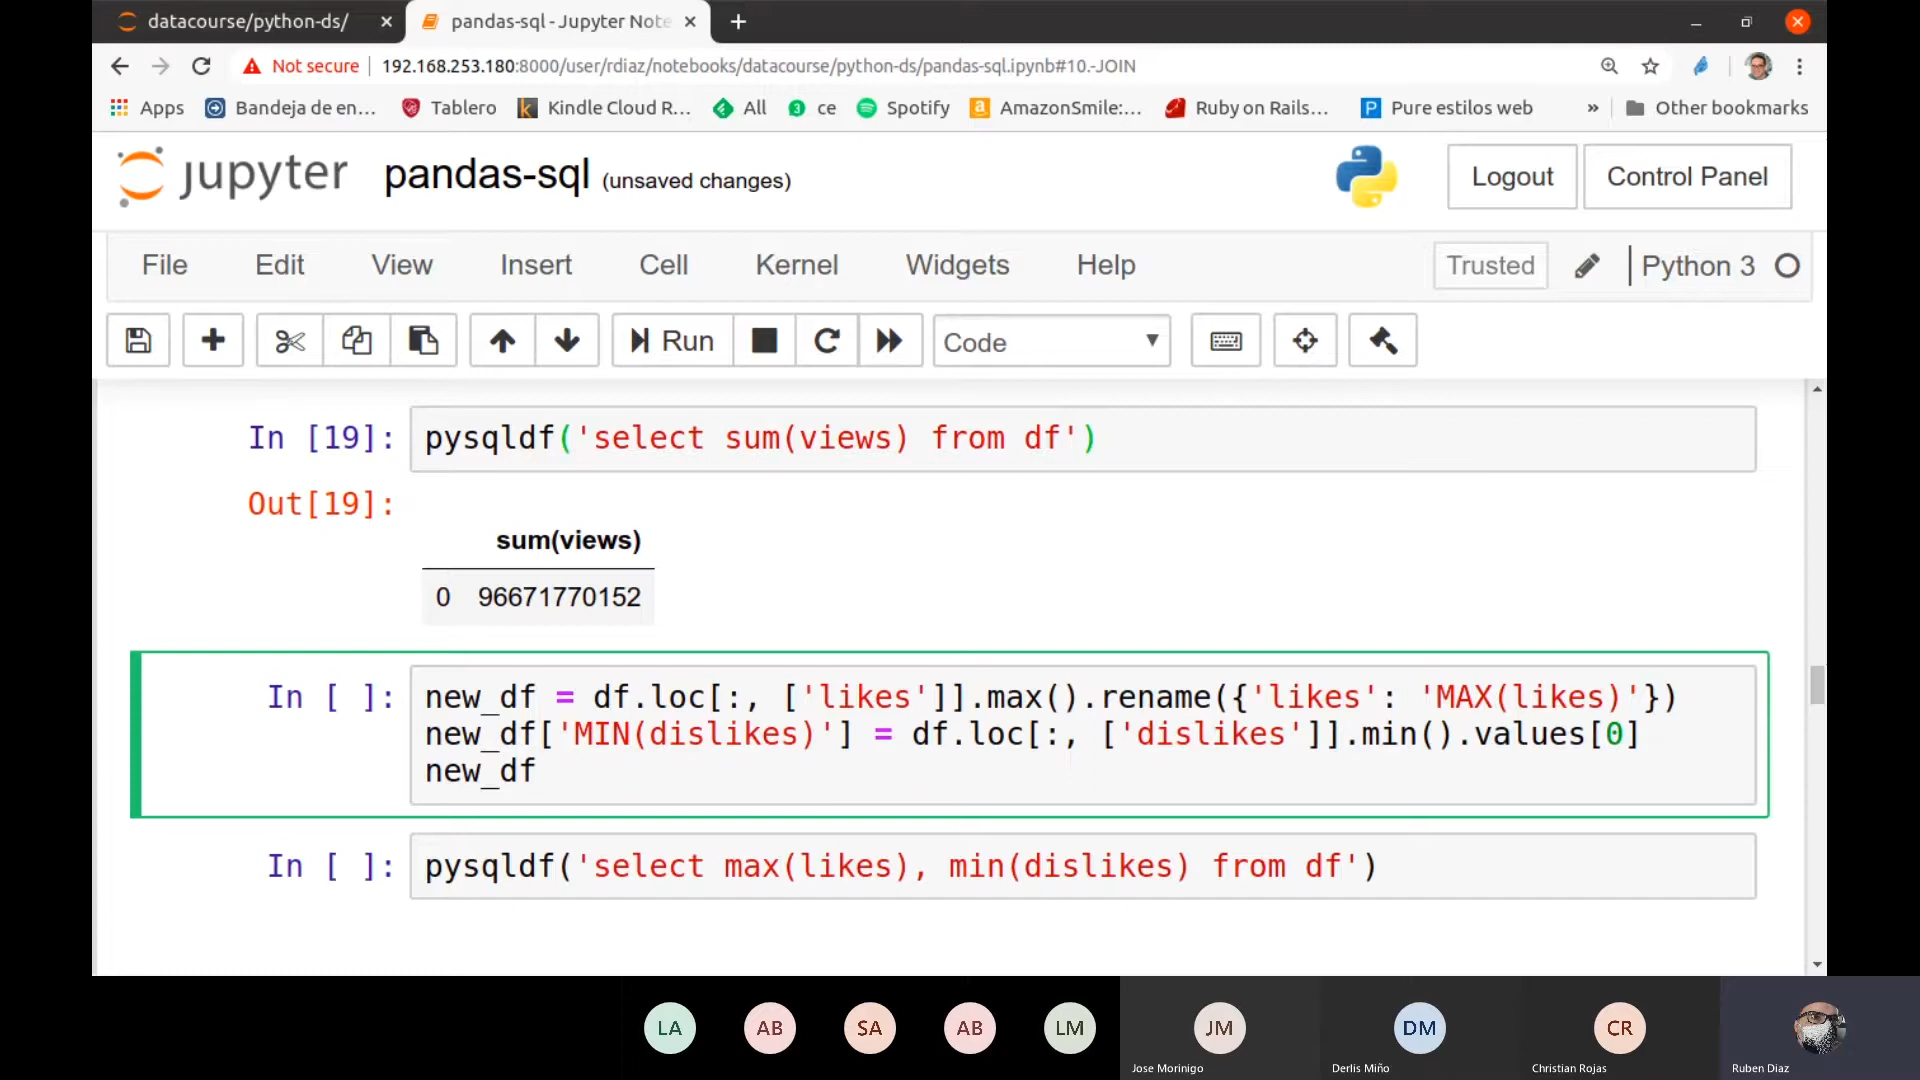 datacourse/python-ds/
pandas-sql - Jupyter Note
Not secure 192.168.253.180:8000/user/rdiaz/notebooks/datacourse/python-ds/pandas-sql.ipynb#10.-JOIN
Apps Bandeja de en... Tablero Kindle Cloud R... All 3 ce Spotify AmazonSmile:... Ruby on Rails... Pure estilos web » Other bookmarks
jupyter pandas-sql (unsaved changes) Logout Control Panel
File Edit View Insert Cell Kernel Widgets Help Trusted Python 3
Run Code
In [19]: pysqldf('select sum(views) from df')
Out[19]:
sum(views)
0 96671770152
In [ ]: new_df = df.loc[:, ['likes']].max().rename({'likes': 'MAX(likes)'})
new_df['MIN(dislikes)'] = df.loc[:, ['dislikes']].min().values[0]
new_df
In [ ]: pysqldf('select max(likes), min(dislikes) from df')
LA AB SA AB LM JM DM CR
Jose Morinigo Derlis Miño Christian Rojas Ruben Diaz